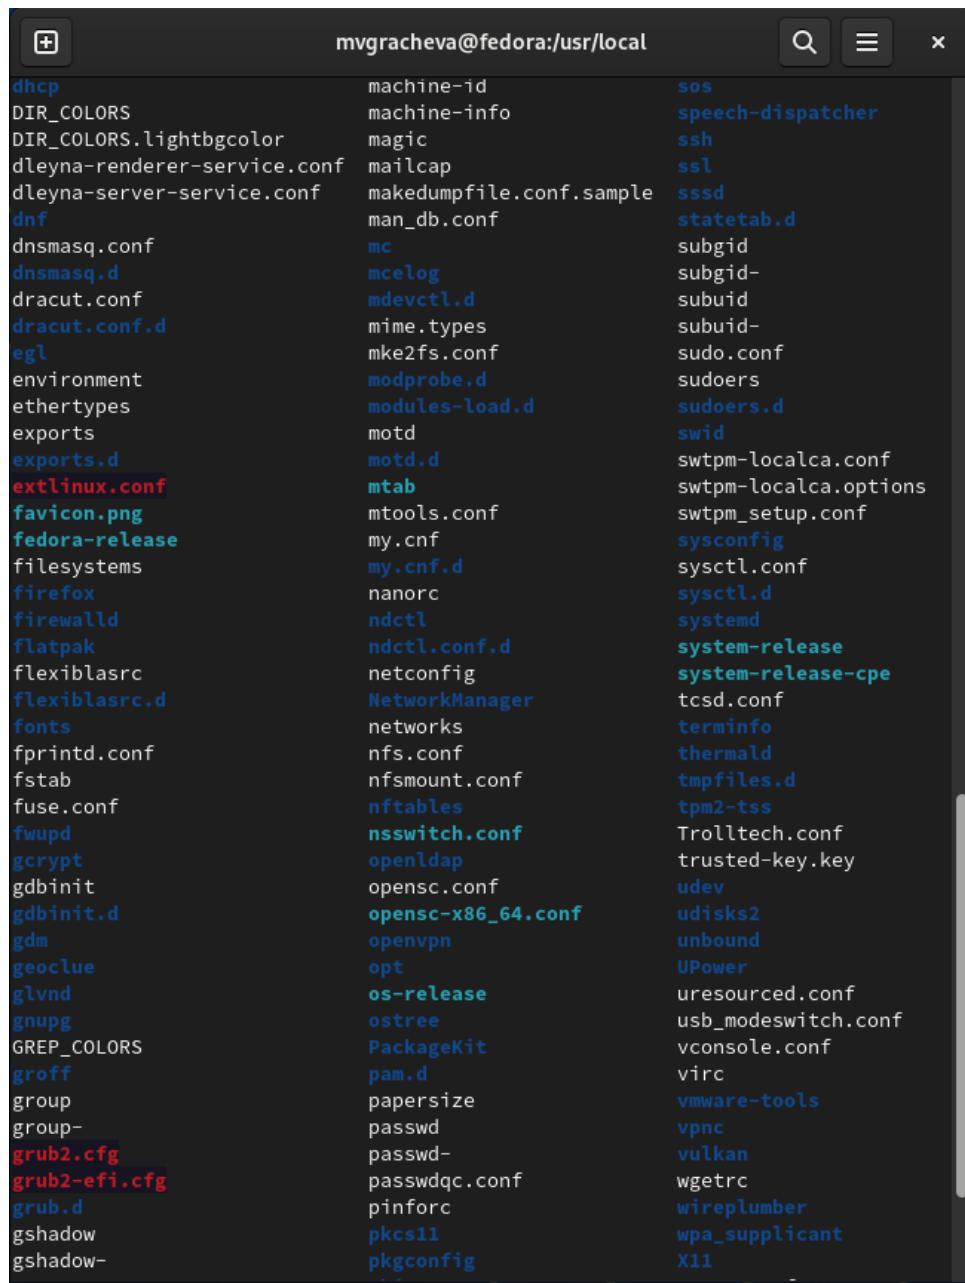 mvgracheva@fedora:/usr/local
dhcp machine-id sos
DIR_COLORS machine-info speech-dispatcher
DIR_COLORS.lightbgcolor magic ssh
dleyna-renderer-service.conf mailcap ssl
dleyna-server-service.conf makedumpfile.conf.sample sssd
dnf man_db.conf statetab.d
dnsmasq.conf mc subgid
dnsmasq.d mcelog subgid-
dracut.conf mdevctl.d subuid
dracut.conf.d mime.types subuid-
egl mke2fs.conf sudo.conf
environment modprobe.d sudoers
ethertypes modules-load.d sudoers.d
exports motd swid
exports.d motd.d swtpm-localca.conf
extlinux.conf mtab swtpm-localca.options
favicon.png mtools.conf swtpm_setup.conf
fedora-release my.cnf sysconfig
filesystems my.cnf.d sysctl.conf
firefox nanorc sysctl.d
firewalld ndctl systemd
flatpak ndctl.conf.d system-release
flexiblasrc netconfig system-release-cpe
flexiblasrc.d NetworkManager tcsd.conf
fonts networks terminfo
fprintd.conf nfs.conf thermald
fstab nfsmount.conf tmpfiles.d
fuse.conf nftables tpm2-tss
fwupd nsswitch.conf Trolltech.conf
gcrypt openldap trusted-key.key
gdbinit opensc.conf udev
gdbinit.d opensc-x86_64.conf udisks2
gdm openvpn unbound
geoclue opt UPower
glvnd os-release uresourced.conf
gnupg ostree usb_modeswitch.conf
GREP_COLORS PackageKit vconsole.conf
groff pam.d virc
group papersize vmware-tools
group- passwd vpnc
grub2.cfg passwd- vulkan
grub2-efi.cfg passwdqc.conf wgetrc
grub.d pinforc wireplumber
gshadow pkcs11 wpa_supplicant
gshadow- pkgconfig X11